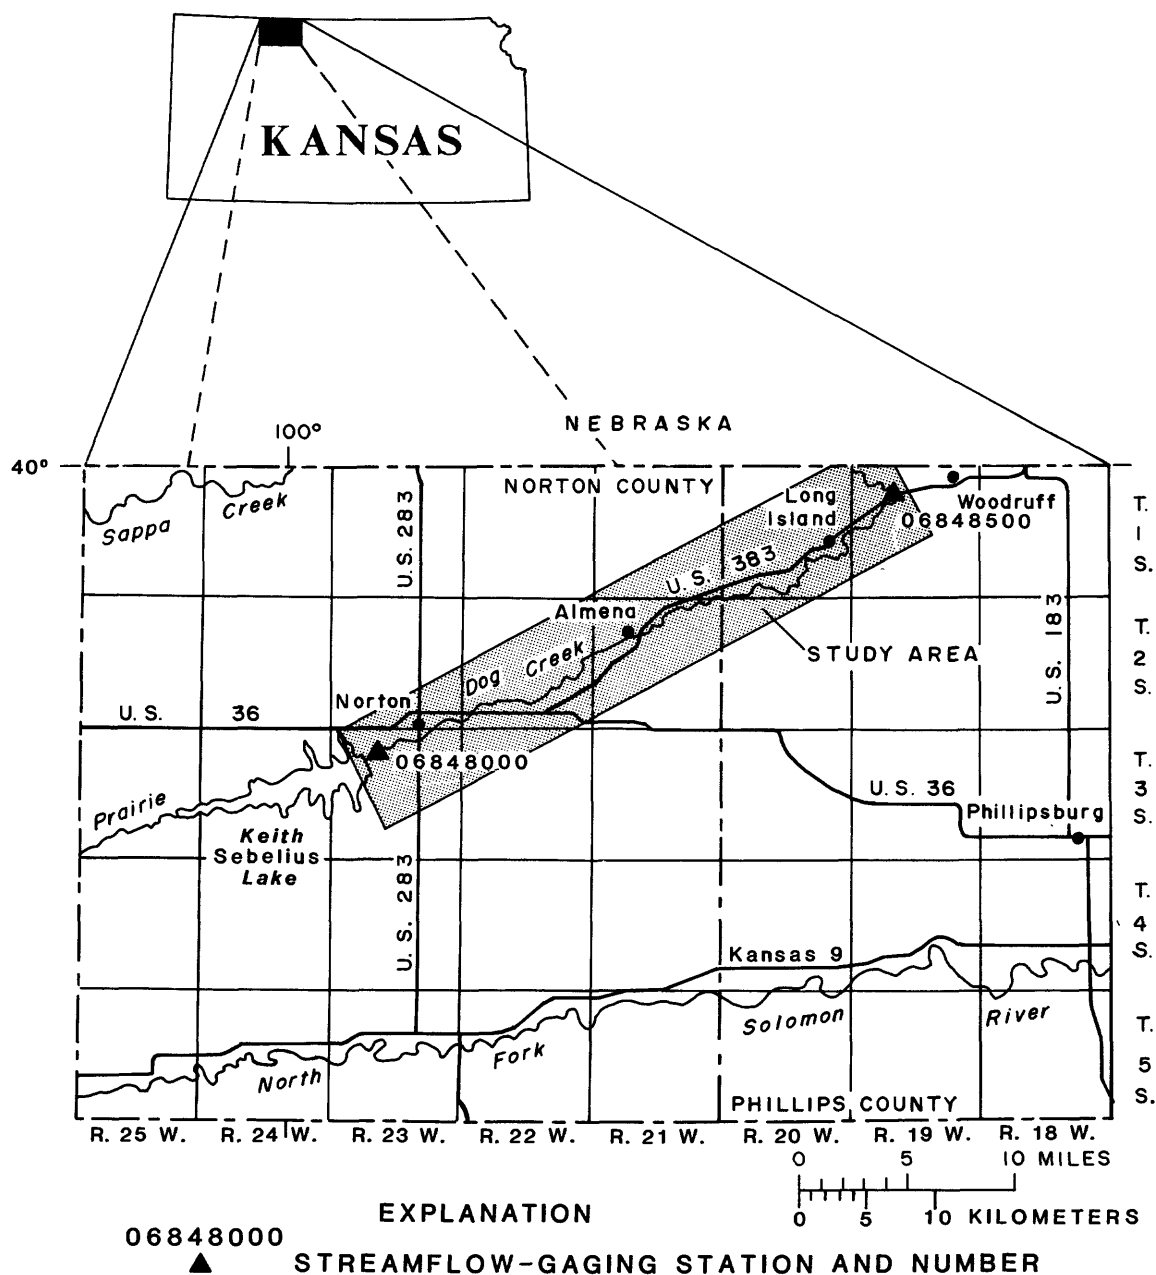 KANSAS
NEBRASKA
100°
40°
NORTON COUNTY
Sappa Creek
U.S. 283
Long
Island
Woodruff
06848500
T. 1 S.
U.S. 383
Almena
T. 2 S.
U.S. 183
STUDY AREA
Dog Creek
Norton
U.S. 36
06848000
T. 3 S.
U.S. 36
Prairie
Phillipsburg
Keith
Sebelius
Lake
U.S. 283
T. 4 S.
Kansas 9
Solomon
River
T. 5 S.
Fork
North
PHILLIPS COUNTY
R. 25 W. R. 24 W. R. 23 W. R. 22 W. R. 21 W. R. 20 W. R. 19 W. R. 18 W.
0 5 10 MILES
0 5 10 KILOMETERS
EXPLANATION
06848000
STREAMFLOW-GAGING STATION AND NUMBER